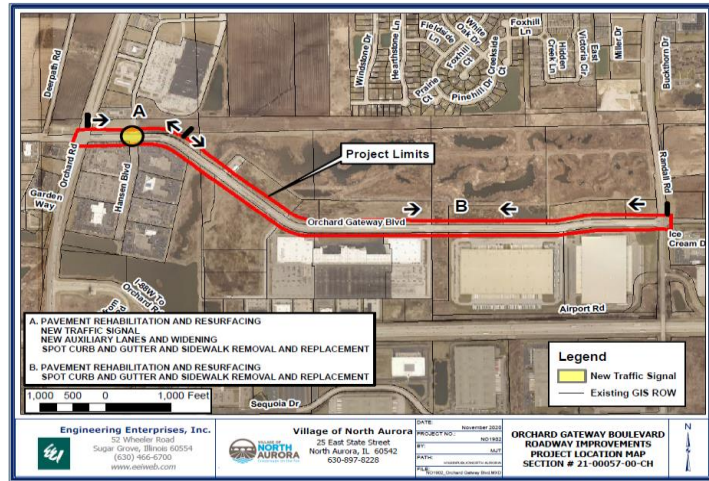 Deerpath Rd
Windstone Dr
Hearthstone Ln
Fieldside
Ln
White
Oak Dr
Foxhill
Ct
Creekside
Ct
Prairie
Ct
Pinehill Dr
Foxhill
Ln
Hidden
Creek Ln
East
Victoria Cir
Miller Dr
Buckthorn Dr
A
Project Limits
Orchard Rd
Garden
Way
Hansen Blvd
Orchard Gateway Blvd
B
Randall Rd
Ice
Cream D
I-88W To
Orchard R
from
Airport Rd
Sequoia Dr
A. PAVEMENT REHABILITATION AND RESURFACING
NEW TRAFFIC SIGNAL
NEW AUXILIARY LANES AND WIDENING
SPOT CURB AND GUTTER AND SIDEWALK REMOVAL AND REPLACEMENT
B. PAVEMENT REHABILITATION AND RESURFACING
SPOT CURB AND GUTTER AND SIDEWALK REMOVAL AND REPLACEMENT
1,000 500 0 1,000 Feet
Legend
New Traffic Signal
Existing GIS ROW
Engineering Enterprises, Inc.
52 Wheeler Road
Sugar Grove, Illinois 60554
(630) 466-6700
www.eeiweb.com
VILLAGE OF
NORTH
AURORA
Village of North Aurora
25 East State Street
North Aurora, IL 60542
630-897-8228
DATE:
November 2020
PROJECT NO.:
NO1902
BY:
MJT
PATH:
FILE:
NO1902_Orchard Gateway Blvd.MXD
ORCHARD GATEWAY BOULEVARD
ROADWAY IMPROVEMENTS
PROJECT LOCATION MAP
SECTION # 21-00057-00-CH
N